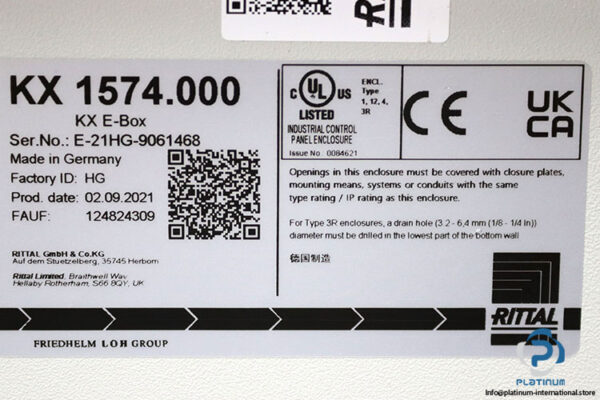 RITTAL
KX 1574.000
KX E-Box
Ser.No.: E-21HG-9061468
Made in Germany
Factory ID: HG
Prod. date: 02.09.2021
FAUF: 124824309
RITTAL GmbH & Co.KG
Auf dem Stuetzelberg, 35745 Herborn
Rittal Limited, Braithwell Way
Hellaby Rotherham, S66 8QY, UK
C UL US
LISTED
INDUSTRIAL CONTROL
PANEL ENCLOSURE
Issue No. 0084621
ENCL.
Type
1, 12, 4,
3R
CE
UK
CA
Openings in this enclosure must be covered with closure plates,
mounting means, systems or conduits with the same
type rating / IP rating as this enclosure.
For Type 3R enclosures, a drain hole (3.2 - 6,4 mm (1/8 - 1/4 in))
diameter must be drilled in the lowest part of the bottom wall
德国制造
RITTAL
FRIEDHELM LOH GROUP
PLATINUM
Info@platinum-international.store